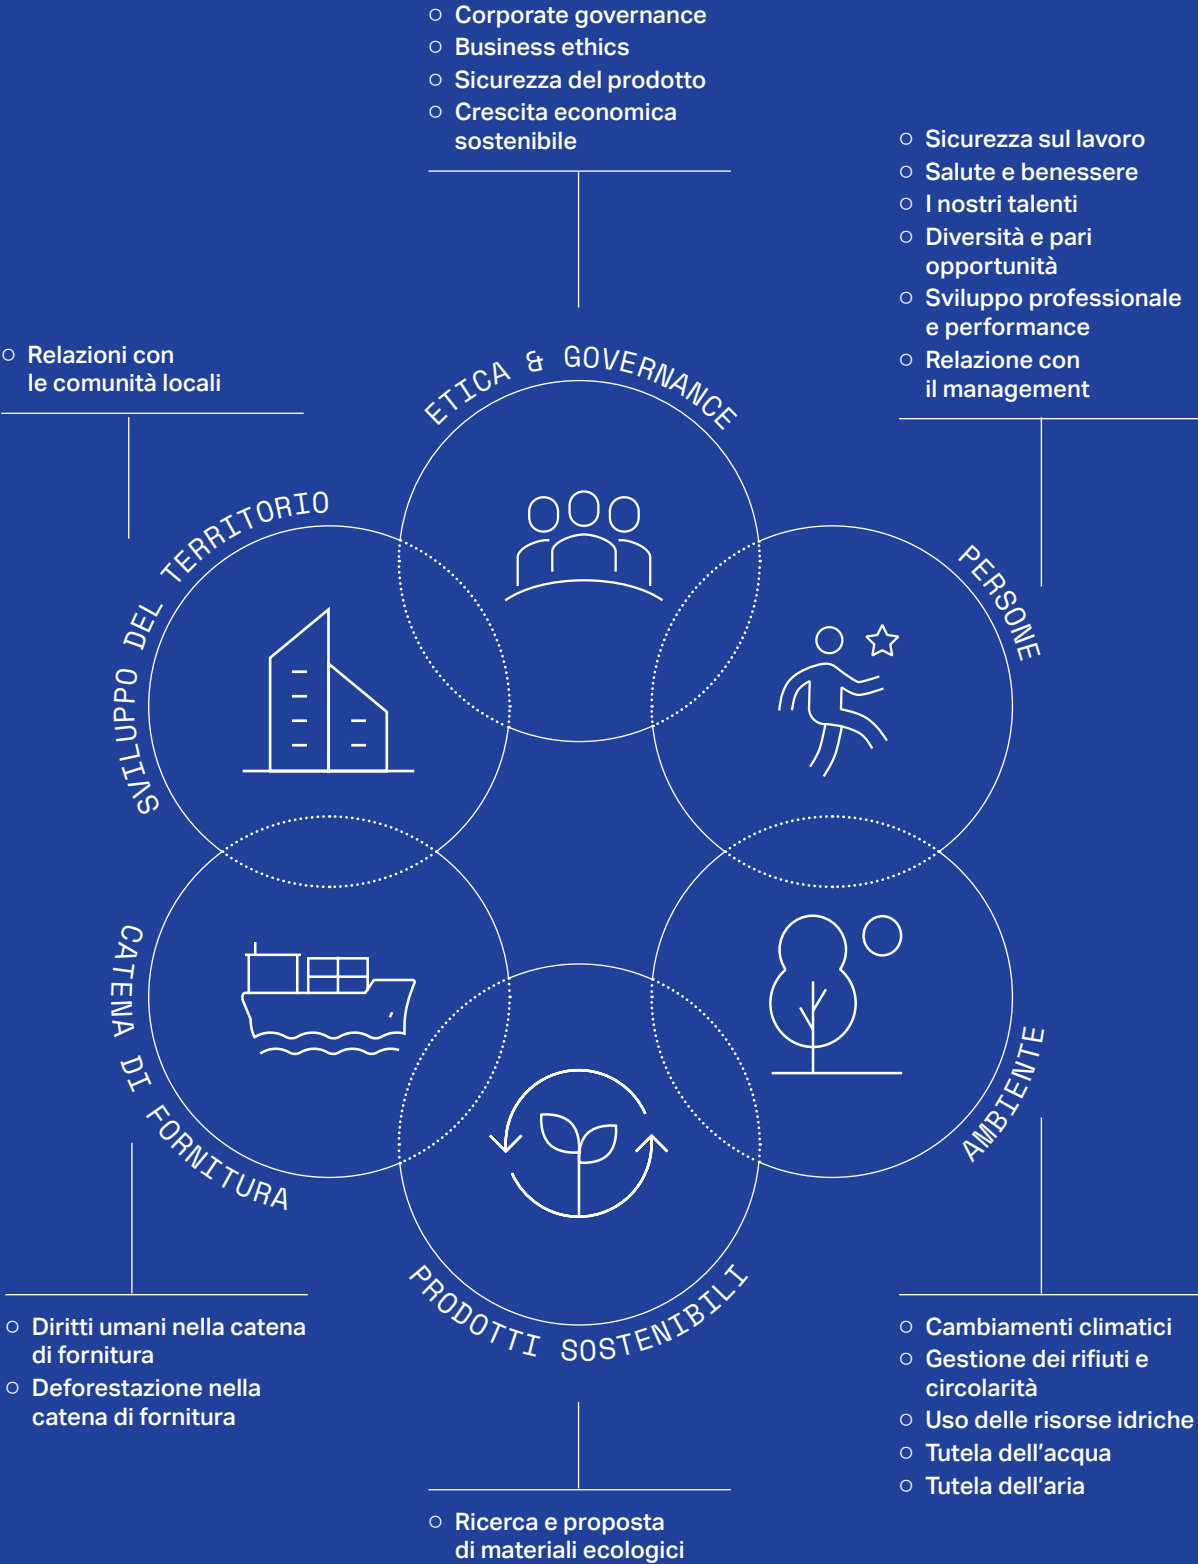 Corporate governance
Business ethics
Sicurezza del prodotto
Crescita economica
sostenibile
Sicurezza sul lavoro
Salute e benessere
I nostri talenti
Diversità e pari
opportunità
Sviluppo professionale
e performance
Relazione con
il management
Relazioni con
le comunità locali
ETICA & GOVERNANCE
SVILUPPO DEL TERRITORIO
PERSONE
CATENA DI FORNITURA
AMBIENTE
PRODOTTI SOSTENIBILI
Diritti umani nella catena
di fornitura
Deforestazione nella
catena di fornitura
Cambiamenti climatici
Gestione dei rifiuti e
circolarità
Uso delle risorse idriche
Tutela dell’acqua
Tutela dell’aria
Ricerca e proposta
di materiali ecologici